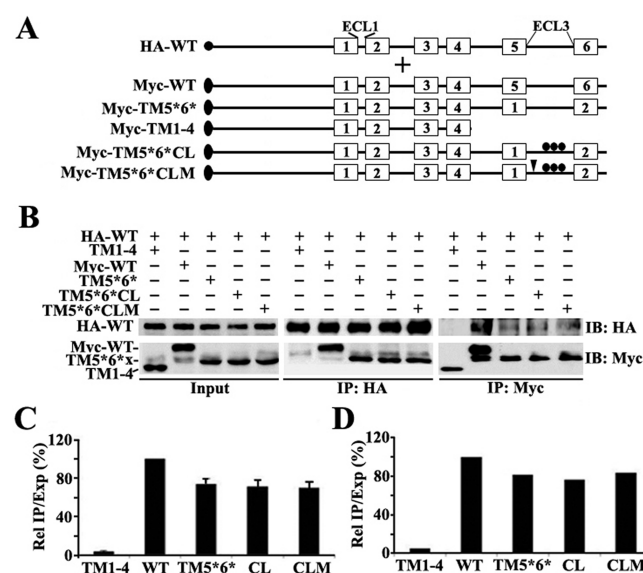 A
ECL1
ECL3
HA-WT
1 2 3 4 5 6
+
Myc-WT
1 2 3 4 5 6
Myc-TM5*6*
1 2 3 4 1 2
Myc-TM1-4
1 2 3 4
Myc-TM5*6*CL
1 2 3 4 1 2
Myc-TM5*6*CLM
1 2 3 4 1 2
B
HA-WT + + + + + + + + + + + + + + +
TM1-4 + − − − − + − − − − + − − − −
Myc-WT − + − − − − + − − − − + − − −
TM5*6* − − + − − − − + − − − − + − −
TM5*6*CL − − − + − − − − + − − − − + −
TM5*6*CLM − − − − + − − − − + − − − − +
HA-WT
IB: HA
Myc-WT-
TM5*6*x-
TM1-4
IB: Myc
Input IP: HA IP: Myc
C
Rel IP/Exp (%)
120
80
40
0
TM1-4 WT TM5*6* CL CLM
D
Rel IP/Exp (%)
120
80
40
0
TM1-4 WT TM5*6* CL CLM